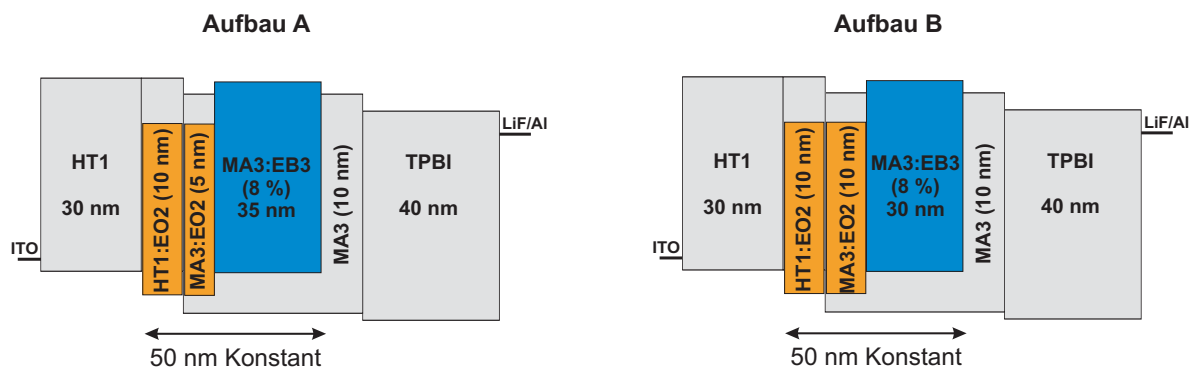 Aufbau A
HT1
30 nm
ITO
HT1:EO2 (10 nm)
MA3:EO2 (5 nm)
MA3:EB3
(8 %)
35 nm
MA3 (10 nm)
TPBI
40 nm
LiF/Al
50 nm Konstant
Aufbau B
HT1
30 nm
ITO
HT1:EO2 (10 nm)
MA3:EO2 (10 nm)
MA3:EB3
(8 %)
30 nm
MA3 (10 nm)
TPBI
40 nm
LiF/Al
50 nm Konstant